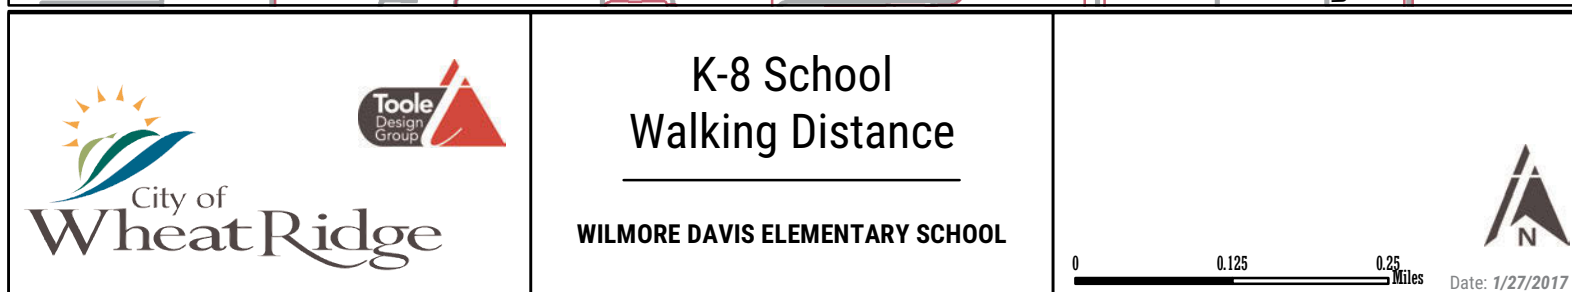 Toole
Design
Group
City of
Wheat Ridge
K-8 School
Walking Distance
WILMORE DAVIS ELEMENTARY SCHOOL
0 0.125 0.25
Miles
N
Date: 1/27/2017